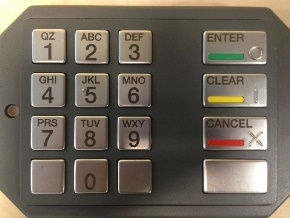 QZ ABC DEF ENTER
1 2 3
GHI JKL MNO CLEAR
4 5 6
PRS TUV WXY CANCEL
7 8 9
0